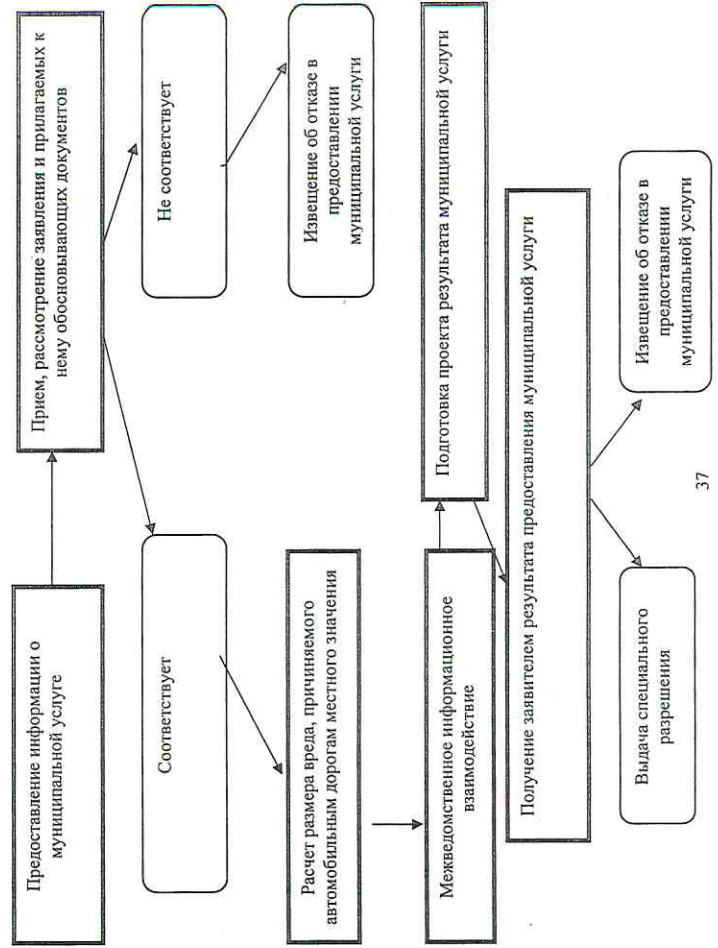 Предоставление информации о
муниципальной услуге
Прием, рассмотрение заявления и прилагаемых к
нему обосновывающих документов
Соответствует
Не соответствует
Расчет размера вреда, причиняемого
автомобильным дорогам местного значения
Извещение об отказе в
предоставлении
муниципальной услуги
Межведомственное информационное
взаимодействие
Подготовка проекта результата муниципальной услуги
Получение заявителем результата предоставления муниципальной услуги
Выдача специального
разрешения
Извещение об отказе в
предоставлении
муниципальной услуги
37